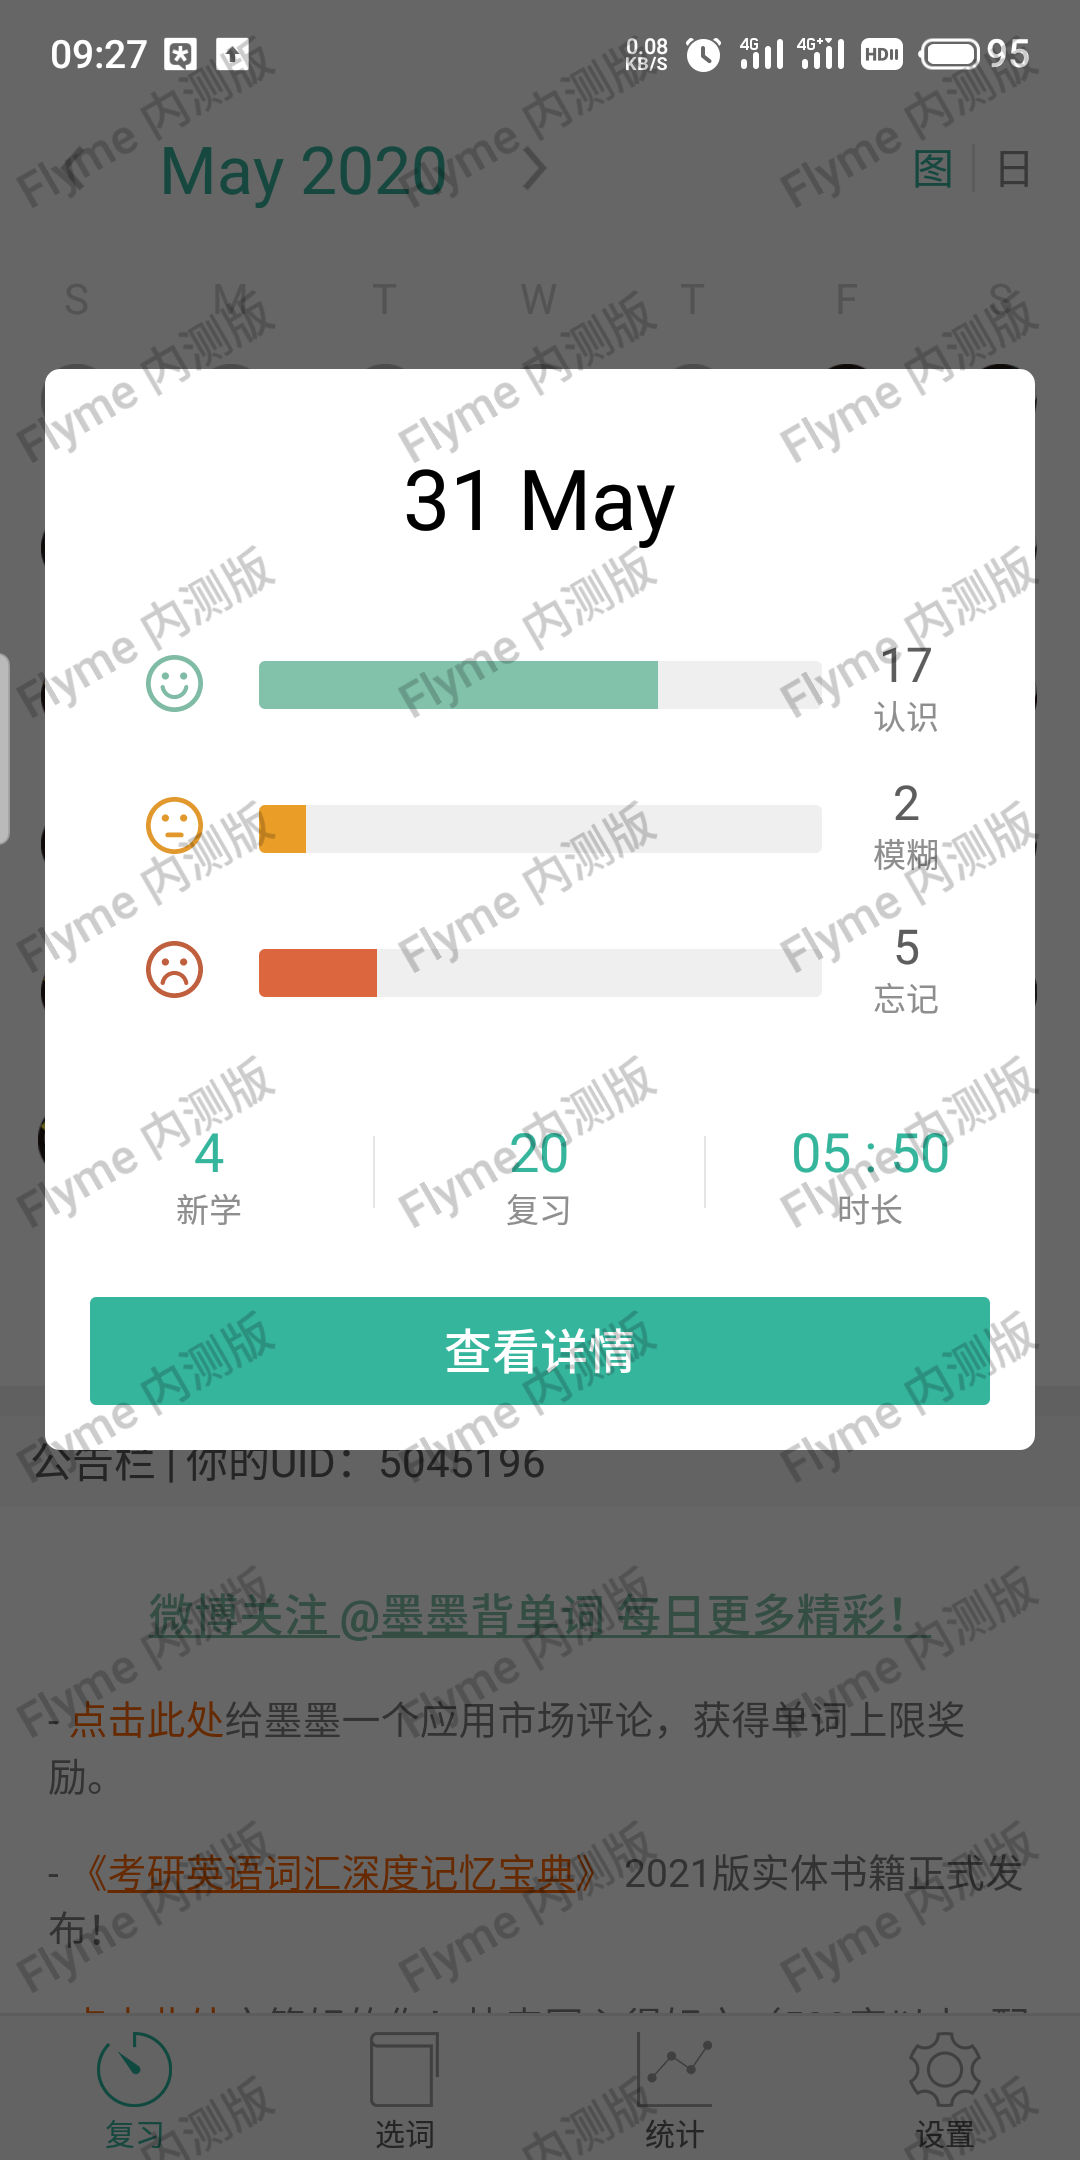 09:27
0.08 KB/S 4G 4G+ HD 95
May 2020
图 | 日
S M T W T F S
31 May
17
认识
2
模糊
5
忘记
4 20 05 : 50
新学 复习 时长
查看详情
公告栏 | 你的UID：5045196
微博关注 @墨墨背单词 每日更多精彩！
- 点击此处给墨墨一个应用市场评论，获得单词上限奖
励。
- 《考研英语词汇深度记忆宝典》 2021版实体书籍正式发
布！
复习 选词 统计 设置
Flyme 内测版